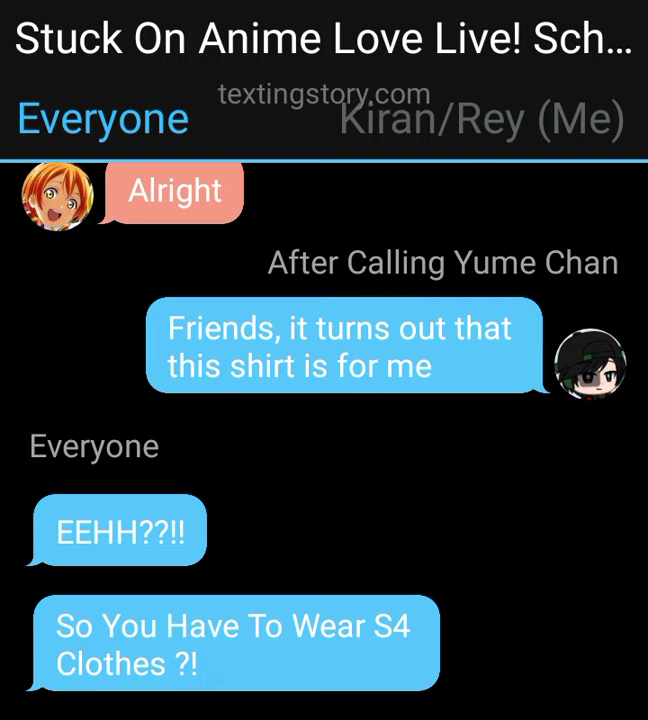 Stuck On Anime Love Live! Sch...
textingstory.com
Everyone
Kiran/Rey (Me)
Alright
After Calling Yume Chan
Friends, it turns out that
this shirt is for me
Everyone
EEHH??!!
So You Have To Wear S4
Clothes ?!